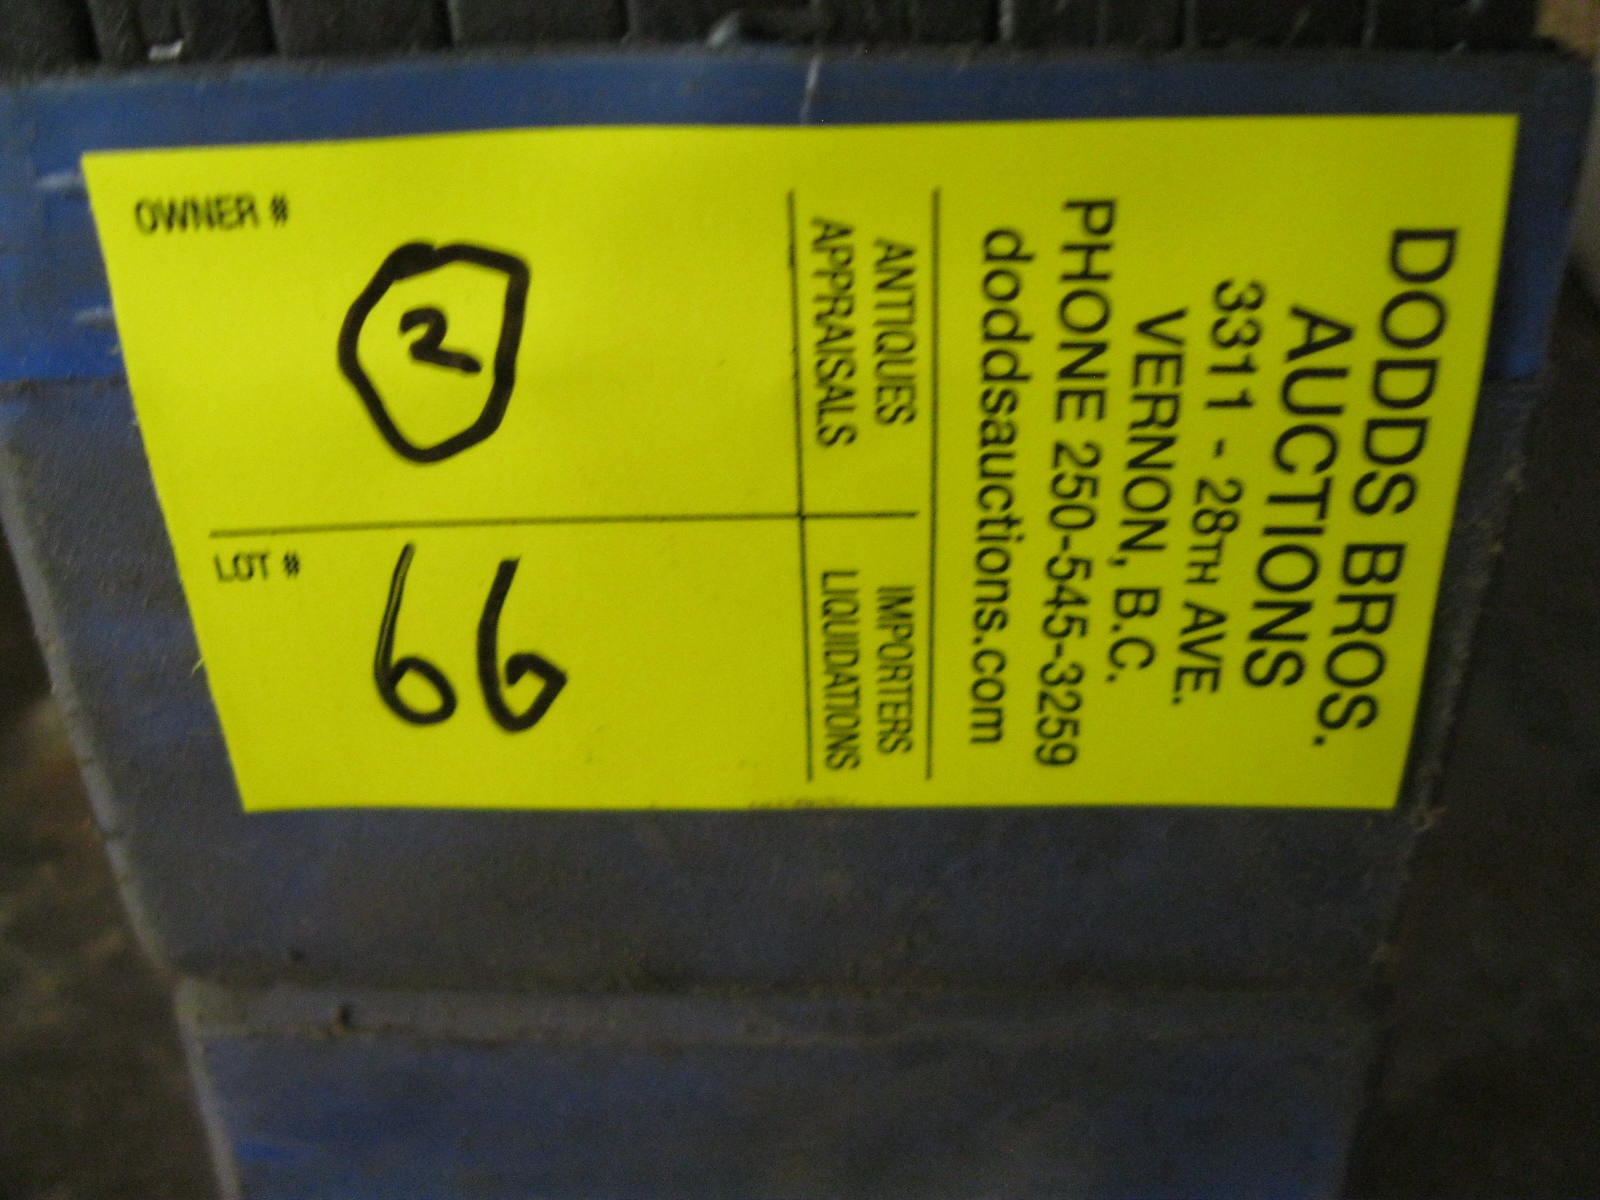 DODDS BROS.
AUCTIONS
3311 - 28TH AVE.
VERNON, B.C.
PHONE 250-545-3259
doddsauctions.com
ANTIQUES IMPORTERS
APPRAISALS LIQUIDATIONS
OWNER #
2
LOT #
66